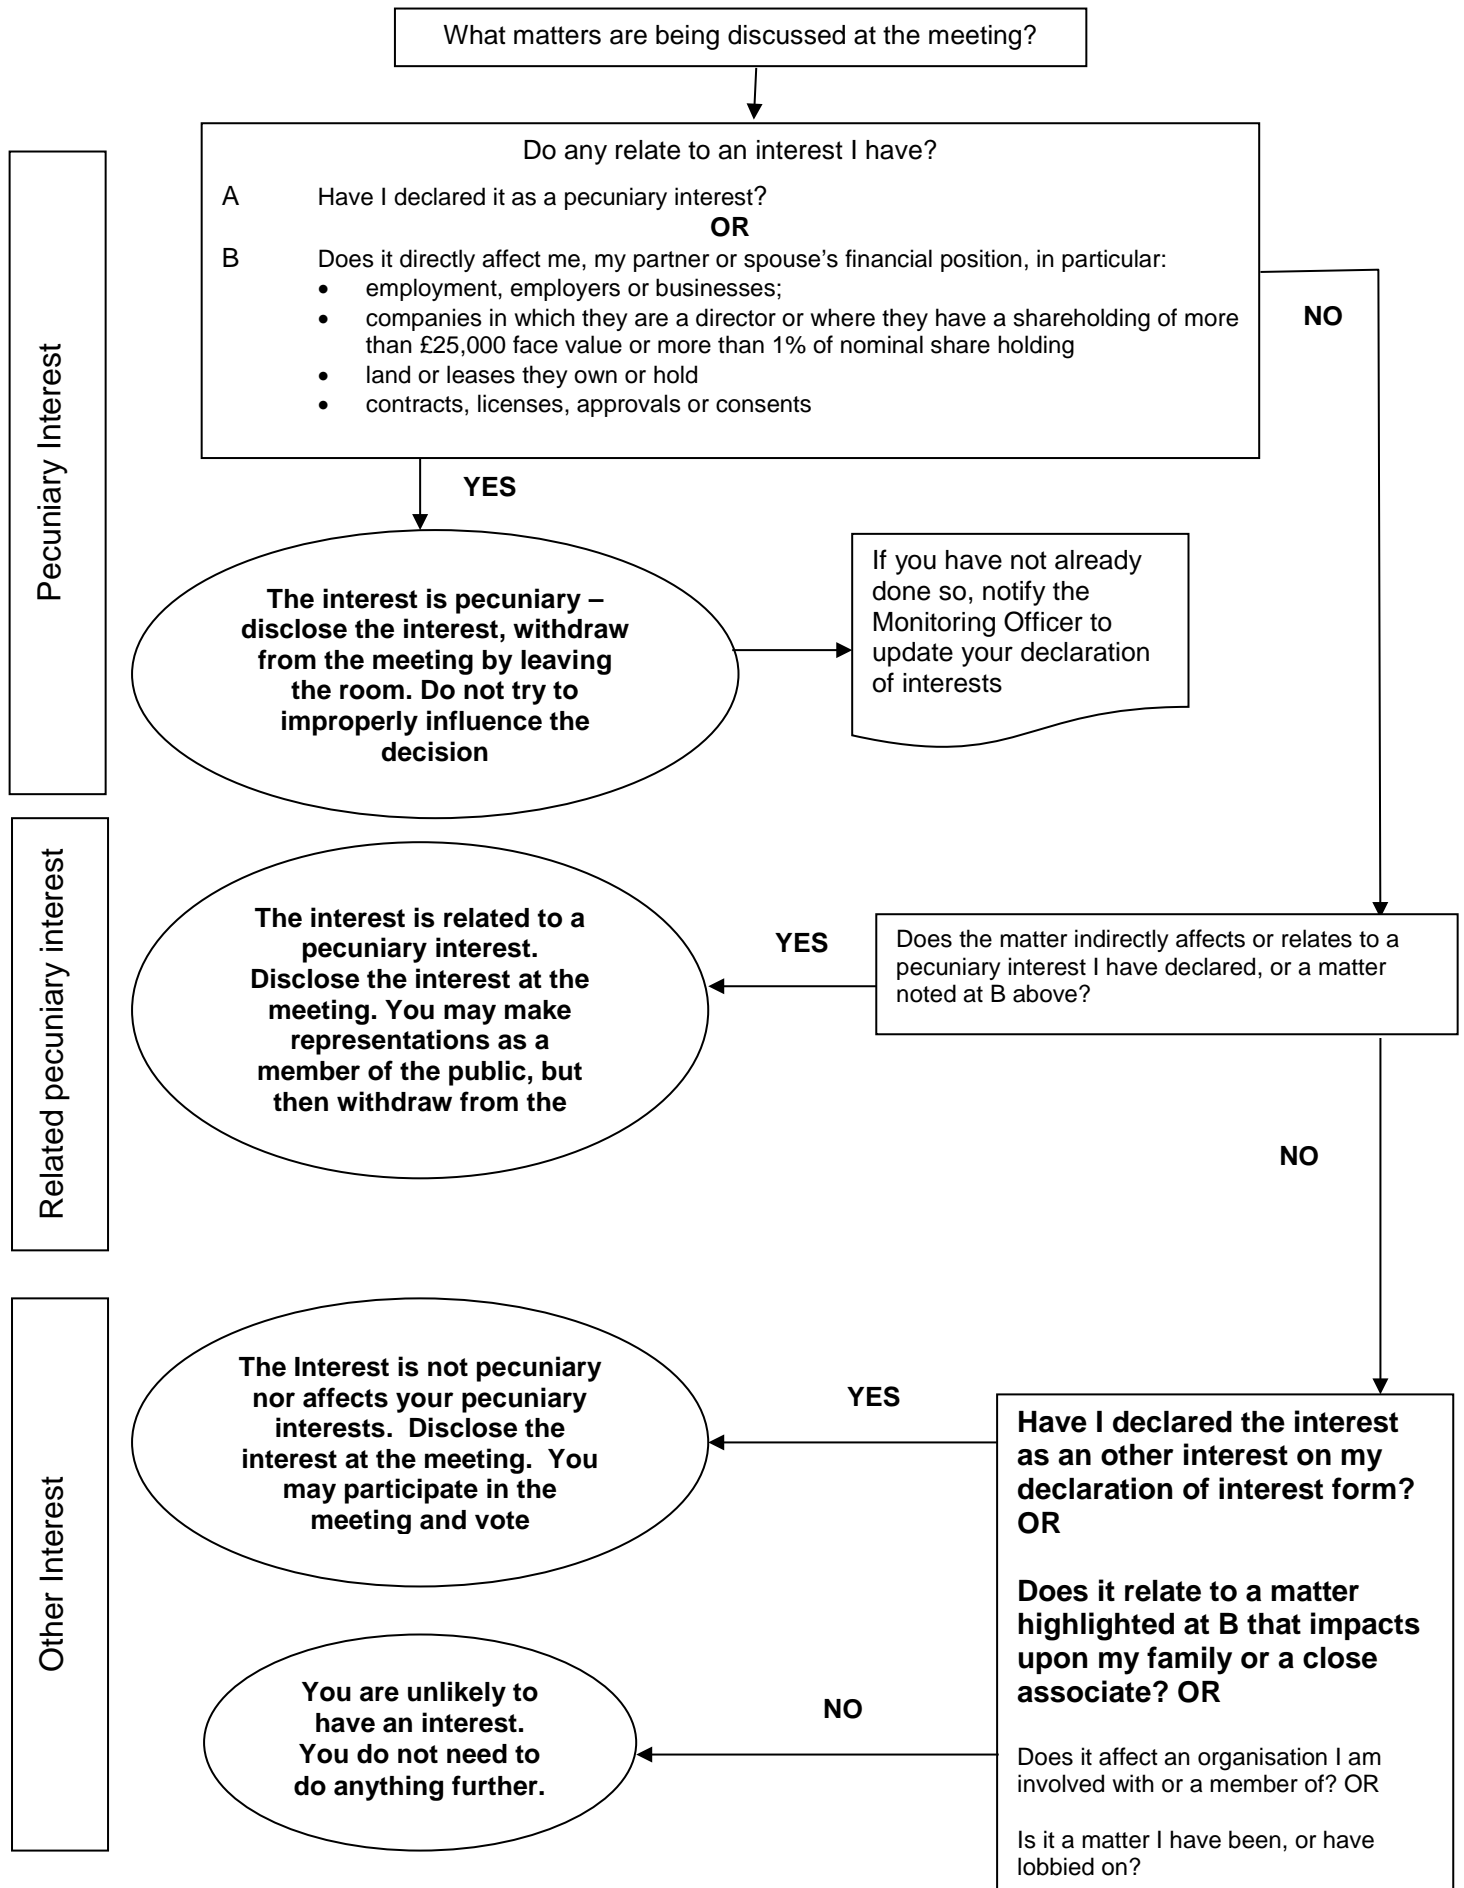 What matters are being discussed at the meeting?
Pecuniary Interest
Do any relate to an interest I have?
A Have I declared it as a pecuniary interest?
OR
B Does it directly affect me, my partner or spouse's financial position, in particular:
• employment, employers or businesses;
• companies in which they are a director or where they have a shareholding of more
than £25,000 face value or more than 1% of nominal share holding
• land or leases they own or hold
• contracts, licenses, approvals or consents
NO
YES
The interest is pecuniary –
disclose the interest, withdraw
from the meeting by leaving
the room. Do not try to
improperly influence the
decision
If you have not already
done so, notify the
Monitoring Officer to
update your declaration
of interests
Related pecuniary interest
The interest is related to a
pecuniary interest.
Disclose the interest at the
meeting. You may make
representations as a
member of the public, but
then withdraw from the
YES
Does the matter indirectly affects or relates to a
pecuniary interest I have declared, or a matter
noted at B above?
NO
Other Interest
The Interest is not pecuniary
nor affects your pecuniary
interests. Disclose the
interest at the meeting. You
may participate in the
meeting and vote
YES
Have I declared the interest
as an other interest on my
declaration of interest form?
OR
Does it relate to a matter
highlighted at B that impacts
upon my family or a close
associate? OR
Does it affect an organisation I am
involved with or a member of? OR
Is it a matter I have been, or have
lobbied on?
NO
You are unlikely to
have an interest.
You do not need to
do anything further.